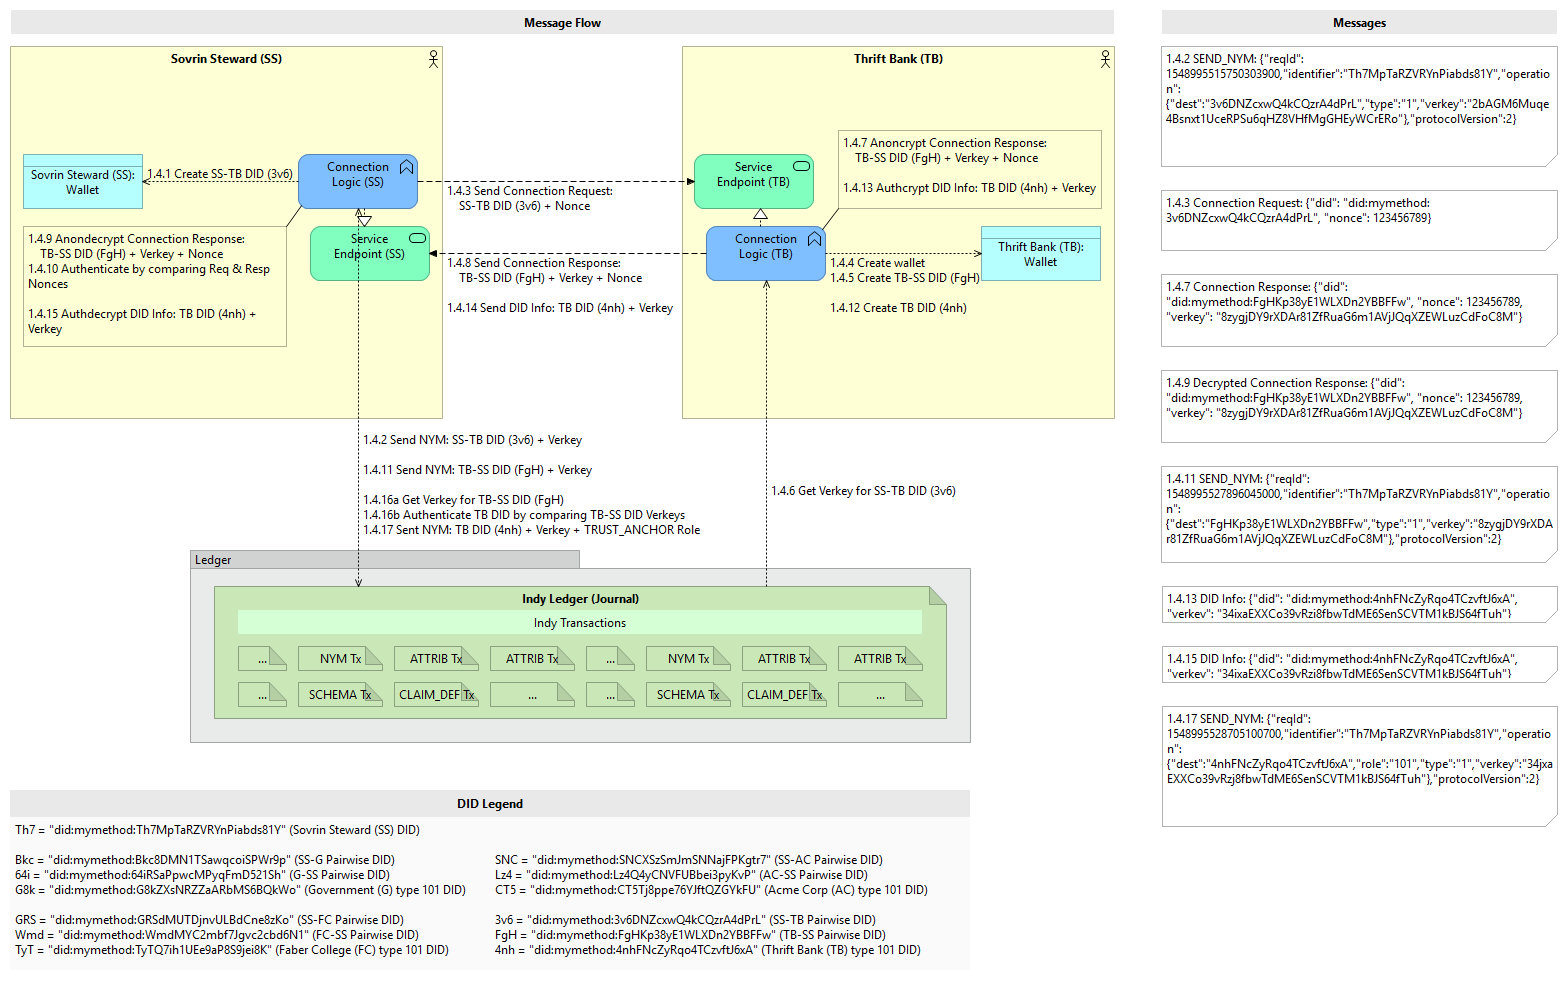 Message Flow
Sovrin Steward (SS)
Thrift Bank (TB)
1.4.7 Anoncrypt Connection Response:
TB-SS DID (FgH) + Verkey + Nonce
1.4.13 Authcrypt DID Info: TB DID (4nh) + Verkey
Sovrin Steward (SS):
Wallet
1.4.1 Create SS-TB DID (3v6)
Connection
Logic (SS)
1.4.3 Send Connection Request:
SS-TB DID (3v6) + Nonce
Service
Endpoint (TB)
1.4.9 Anondecrypt Connection Response:
TB-SS DID (FgH) + Verkey + Nonce
1.4.10 Authenticate by comparing Req & Resp
Nonces
1.4.15 Authdecrypt DID Info: TB DID (4nh) +
Verkey
Service
Endpoint (SS)
1.4.8 Send Connection Response:
TB-SS DID (FgH) + Verkey + Nonce
1.4.14 Send DID Info: TB DID (4nh) + Verkey
Connection
Logic (TB)
1.4.4 Create wallet
1.4.5 Create TB-SS DID (FgH)
1.4.12 Create TB DID (4nh)
Thrift Bank (TB):
Wallet
1.4.2 Send NYM: SS-TB DID (3v6) + Verkey
1.4.11 Send NYM: TB-SS DID (FgH) + Verkey
1.4.16a Get Verkey for TB-SS DID (FgH)
1.4.16b Authenticate TB DID by comparing TB-SS DID Verkeys
1.4.17 Sent NYM: TB DID (4nh) + Verkey + TRUST_ANCHOR Role
1.4.6 Get Verkey for SS-TB DID (3v6)
Ledger
Indy Ledger (Journal)
Indy Transactions
... NYM Tx ATTRIB Tx ATTRIB Tx ... NYM Tx ATTRIB Tx ATTRIB Tx
... SCHEMA Tx CLAIM_DEF Tx ... ... SCHEMA Tx CLAIM_DEF Tx ...
DID Legend
Th7 = "did:mymethod:Th7MpTaRZVRYnPiabds81Y" (Sovrin Steward (SS) DID)
Bkc = "did:mymethod:Bkc8DMN1TSawqcoiSPWr9p" (SS-G Pairwise DID)
64i = "did:mymethod:64iRSaPpwcMPyqFmD521Sh" (G-SS Pairwise DID)
G8k = "did:mymethod:G8kZXsNRZZaARbMS6BQkWo" (Government (G) type 101 DID)
GRS = "did:mymethod:GRSdMUTDjnvULBdCne8zKo" (SS-FC Pairwise DID)
Wmd = "did:mymethod:WmdMYC2mbf7Jgvc2cbd6N1" (FC-SS Pairwise DID)
TyT = "did:mymethod:TyTQ7ih1UEe9aP8S9jei8K" (Faber College (FC) type 101 DID)
SNC = "did:mymethod:SNCXSzSmJmSNNajFPKgtr7" (SS-AC Pairwise DID)
Lz4 = "did:mymethod:Lz4Q4yCNVFUBbei3pyKvP" (AC-SS Pairwise DID)
CT5 = "did:mymethod:CT5Tj8ppe76YJftQZGYkFU" (Acme Corp (AC) type 101 DID)
3v6 = "did:mymethod:3v6DNZcxwQ4kCQzrA4dPrL" (SS-TB Pairwise DID)
FgH = "did:mymethod:FgHKp38yE1WLXDn2YBBFFw" (TB-SS Pairwise DID)
4nh = "did:mymethod:4nhFNcZyRqo4TCzvftJ6xA" (Thrift Bank (TB) type 101 DID)
Messages
1.4.2 SEND_NYM: {"reqId":
1548995515750303900,"identifier":"Th7MpTaRZVRYnPiabds81Y","operatio
n":
{"dest":"3v6DNZcxwQ4kCQzrA4dPrL","type":"1","verkey":"2bAGM6Muqe
4Bsnxt1UceRPSu6qHZ8VHfMgGHEyWCrERo"},"protocolVersion":2}
1.4.3 Connection Request: {"did": "did:mymethod:
3v6DNZcxwQ4kCQzrA4dPrL", "nonce": 123456789}
1.4.7 Connection Response: {"did":
"did:mymethod:FgHKp38yE1WLXDn2YBBFFw", "nonce": 123456789,
"verkey": "8zygjDY9rXDAr81ZfRuaG6m1AVjJQqXZEWLuzCdFoC8M"}
1.4.9 Decrypted Connection Response: {"did":
"did:mymethod:FgHKp38yE1WLXDn2YBBFFw", "nonce": 123456789,
"verkey": "8zygjDY9rXDAr81ZfRuaG6m1AVjJQqXZEWLuzCdFoC8M"}
1.4.11 SEND_NYM: {"reqId":
1548995527896045000,"identifier":"Th7MpTaRZVRYnPiabds81Y","operatio
n":
{"dest":"FgHKp38yE1WLXDn2YBBFFw","type":"1","verkey":"8zygjDY9rXDA
r81ZfRuaG6m1AVjJQqXZEWLuzCdFoC8M"},"protocolVersion":2}
1.4.13 DID Info: {"did": "did:mymethod:4nhFNcZyRqo4TCzvftJ6xA",
"verkey": "34jxaEXXCo39vRzj8fbwTdME6SenSCVTM1kBJS64fTuh"}
1.4.15 DID Info: {"did": "did:mymethod:4nhFNcZyRqo4TCzvftJ6xA",
"verkey": "34jxaEXXCo39vRzj8fbwTdME6SenSCVTM1kBJS64fTuh"}
1.4.17 SEND_NYM: {"reqId":
1548995528705100700,"identifier":"Th7MpTaRZVRYnPiabds81Y","operatio
n":
{"dest":"4nhFNcZyRqo4TCzvftJ6xA","role":"101","type":"1","verkey":"34jxa
EXXCo39vRzj8fbwTdME6SenSCVTM1kBJS64fTuh"},"protocolVersion":2}